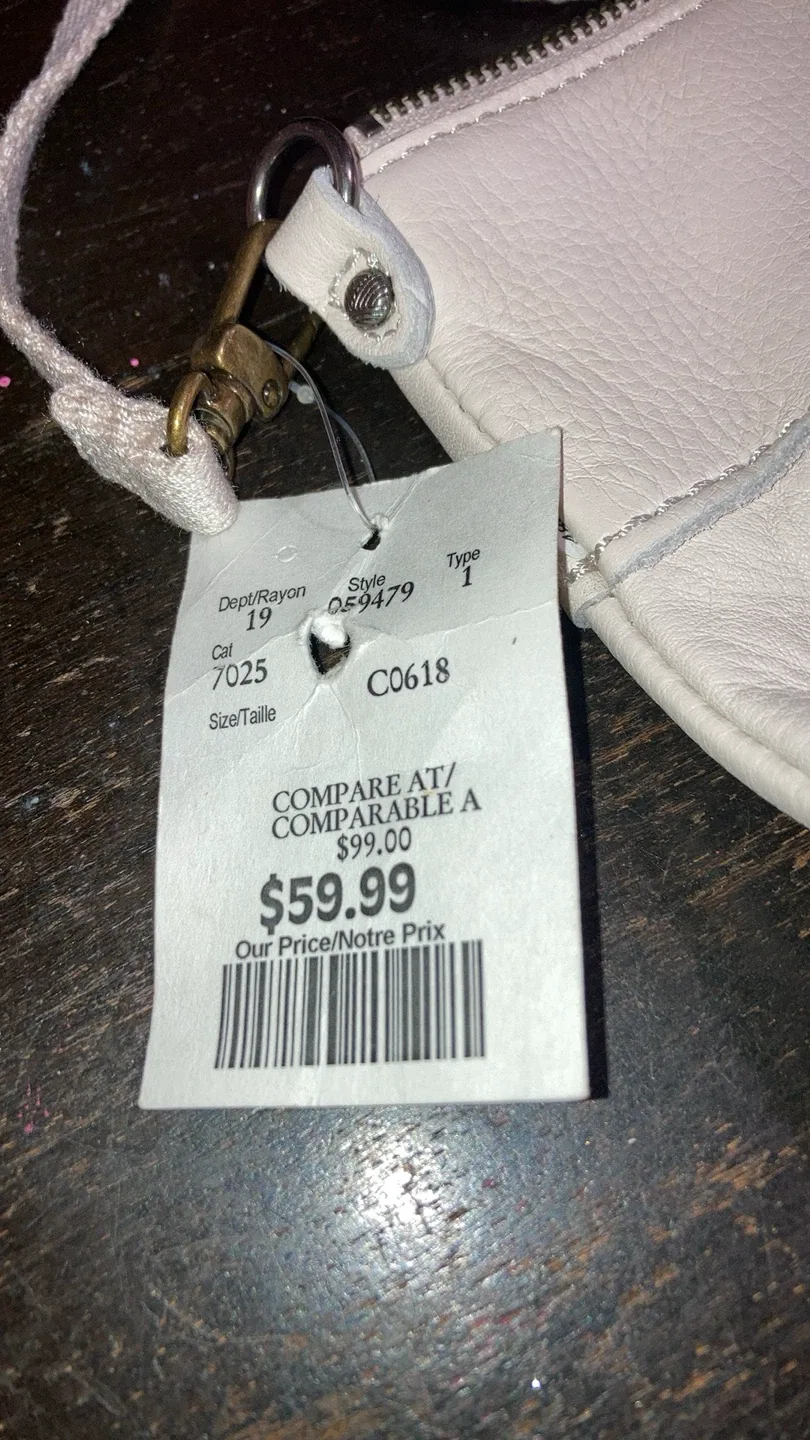 Dept/Rayon Style Type
19 059479 1
Cat
7025 C0618
Size/Taille
COMPARE AT/
COMPARABLE A
$99.00
$59.99
Our Price/Notre Prix